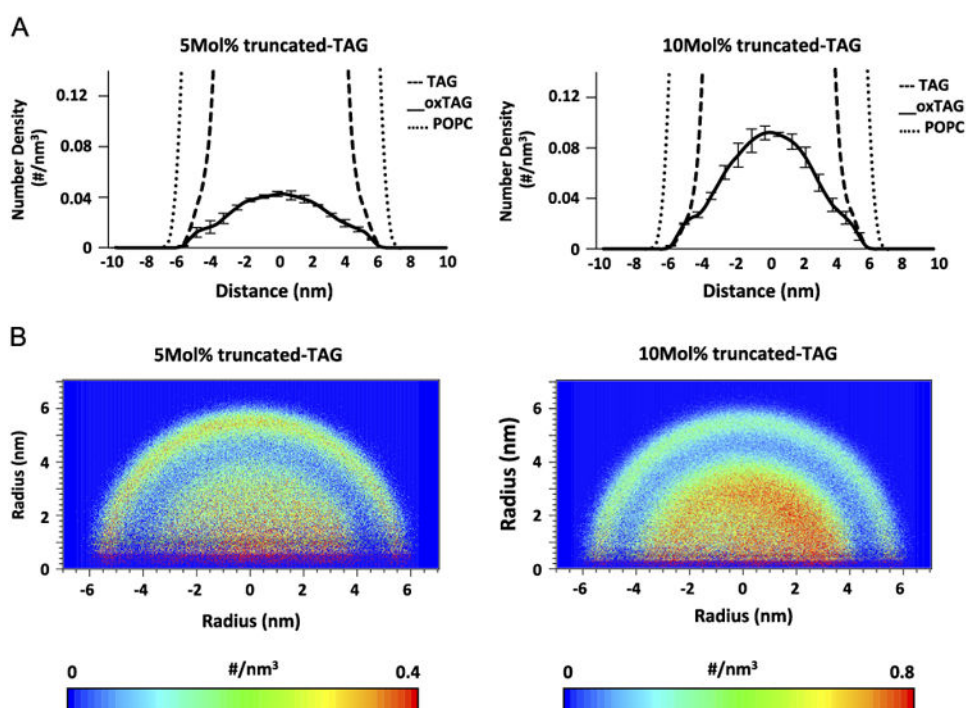 A
5Mol% truncated-TAG
10Mol% truncated-TAG
Number Density
(#/nm³)
0.12
0.08
0.04
0
TAG
oxTAG
POPC
-10 -8 -6 -4 -2 0 2 4 6 8 10
Distance (nm)
Number Density
(#/nm³)
0.12
0.08
0.04
0
TAG
oxTAG
POPC
-10 -8 -6 -4 -2 0 2 4 6 8 10
Distance (nm)
B
5Mol% truncated-TAG
10Mol% truncated-TAG
Radius (nm)
6
4
2
0
-6 -4 -2 0 2 4 6
Radius (nm)
Radius (nm)
6
4
2
0
-6 -4 -2 0 2 4 6
Radius (nm)
0 #/nm³ 0.4
0 #/nm³ 0.8